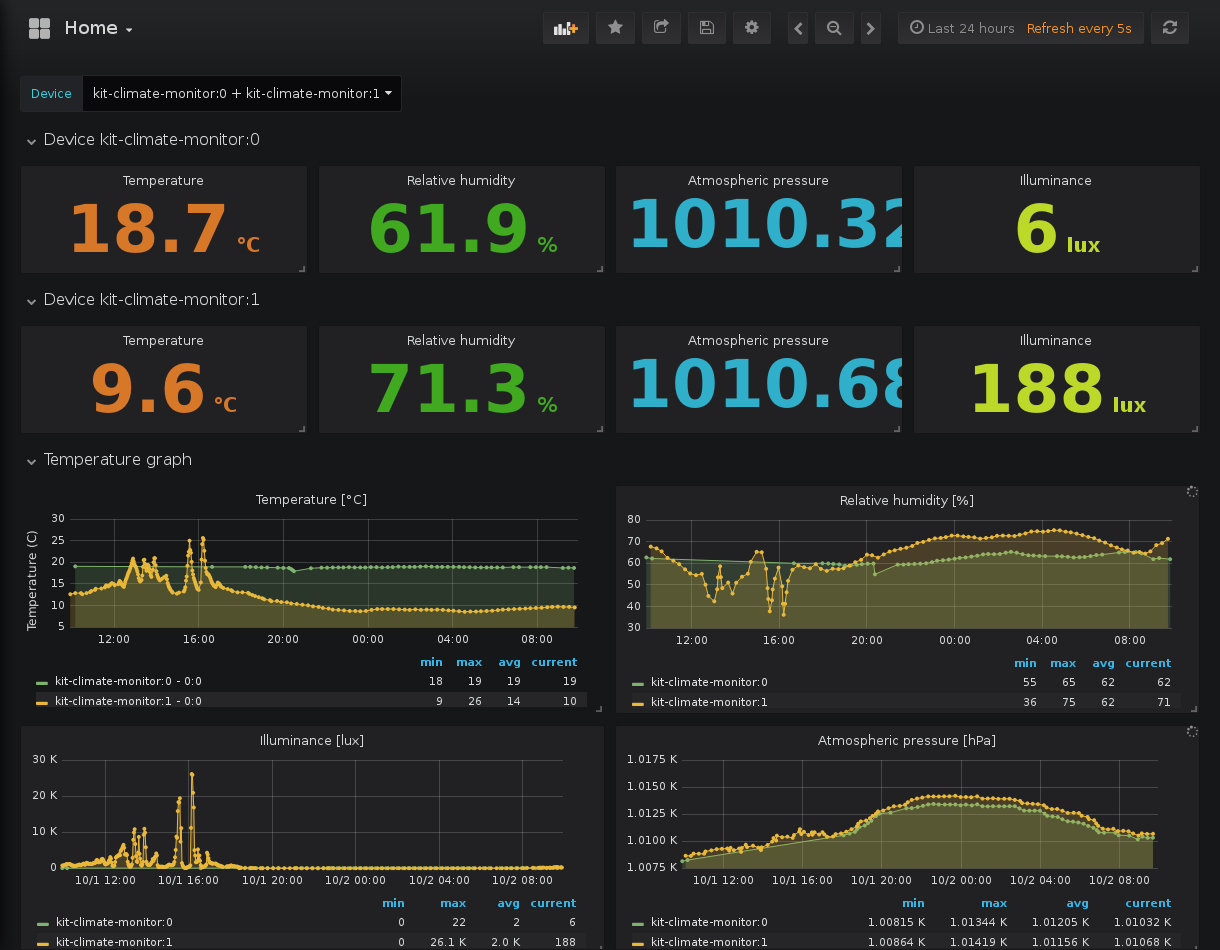 Home
Last 24 hours Refresh every 5s
Device kit-climate-monitor:0 + kit-climate-monitor:1
Device kit-climate-monitor:0
Temperature Relative humidity Atmospheric pressure Illuminance
18.7 °C 61.9 % 1010.32 6 lux
Device kit-climate-monitor:1
Temperature Relative humidity Atmospheric pressure Illuminance
9.6 °C 71.3 % 1010.68 188 lux
Temperature graph
Temperature [°C]
Temperature (C)
30
25
20
15
10
5
12:00 16:00 20:00 00:00 04:00 08:00
min max avg current
kit-climate-monitor:0 - 0:0 18 19 19 19
kit-climate-monitor:1 - 0:0 9 26 14 10
Relative humidity [%]
80
70
60
50
40
30
12:00 16:00 20:00 00:00 04:00 08:00
min max avg current
kit-climate-monitor:0 55 65 62 62
kit-climate-monitor:1 36 75 62 71
Illuminance [lux]
30 K
20 K
10 K
0
10/1 12:00 10/1 16:00 10/1 20:00 10/2 00:00 10/2 04:00 10/2 08:00
min max avg current
kit-climate-monitor:0 0 22 2 6
kit-climate-monitor:1 0 26.1 K 2.0 K 188
Atmospheric pressure [hPa]
1.0175 K
1.0150 K
1.0125 K
1.0100 K
1.0075 K
10/1 12:00 10/1 16:00 10/1 20:00 10/2 00:00 10/2 04:00 10/2 08:00
min max avg current
kit-climate-monitor:0 1.00815 K 1.01344 K 1.01205 K 1.01032 K
kit-climate-monitor:1 1.00864 K 1.01419 K 1.01156 K 1.01068 K